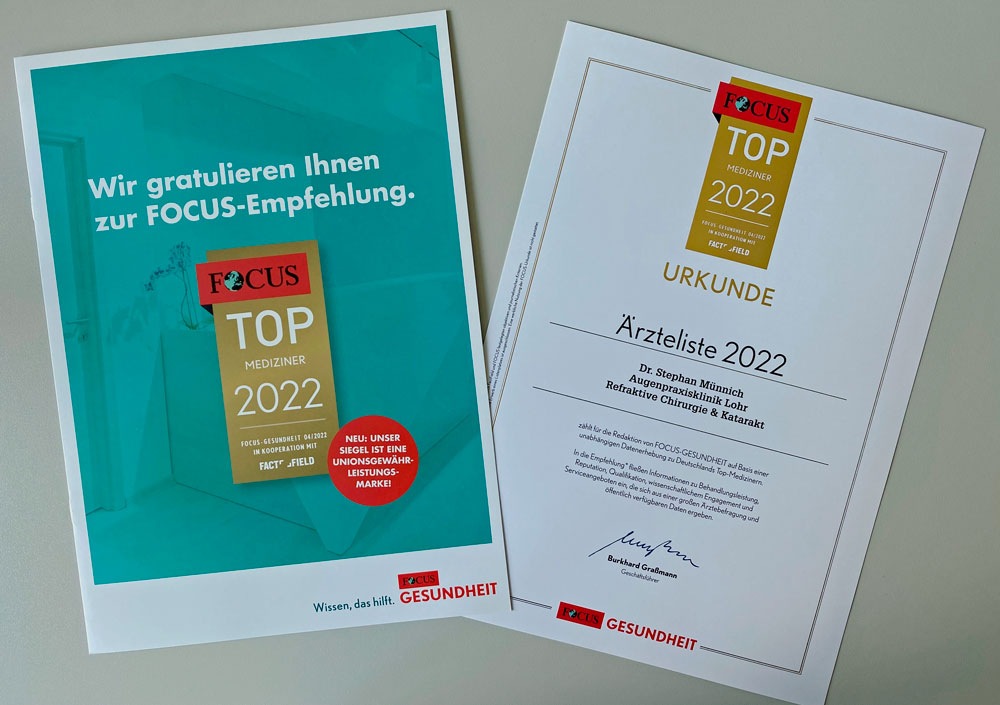 Wir gratulieren Ihnen
zur FOCUS-Empfehlung.
FOCUS
TOP
MEDIZINER
2022
FOCUS-GESUNDHEIT 04/2022
IN KOOPERATION MIT
FACTSFIELD
NEU: UNSER
SIEGEL IST EINE
UNIONSGEWÄHR-
LEISTUNGS-
MARKE!
Wissen, das hilft.
FOCUS
GESUNDHEIT
FOCUS
TOP
MEDIZINER
2022
FOCUS-GESUNDHEIT 04/2022
IN KOOPERATION MIT
FACTSFIELD
URKUNDE
Ärzteliste 2022
Dr. Stephan Münnich
Augenpraxisklinik Lohr
Refraktive Chirurgie & Katarakt
zählt für die Redaktion von FOCUS-GESUNDHEIT auf Basis einer
unabhängigen Datenerhebung zu Deutschlands Top-Medizinern.
In die Empfehlung* fließen Informationen zu Behandlungsleistung,
Reputation, Qualifikation, wissenschaftlichem Engagement und
Serviceangeboten ein, die sich aus einer großen Ärztebefragung und
öffentlich verfügbaren Daten ergeben.
Burkhard Graßmann
Geschäftsführer
FOCUS GESUNDHEIT